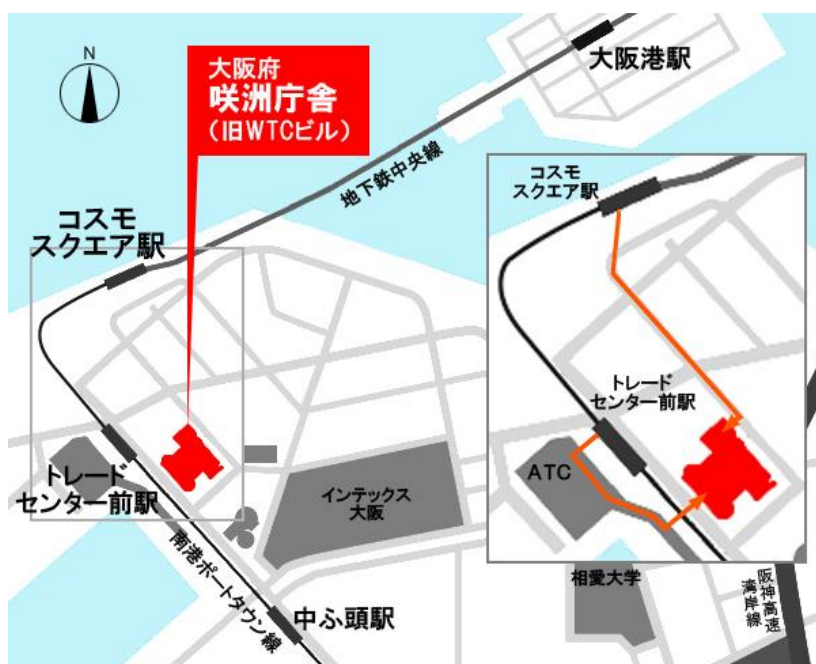 N
大阪府
咲洲庁舎
（旧WTCビル）
大阪港駅
地下鉄中央線
コスモ
スクエア駅
コスモ
スクエア駅
トレード
センター前駅
ATC
トレード
センター前駅
インテックス
大阪
南港ポートタウン線
中ふ頭駅
相愛大学
阪神高速
湾岸線